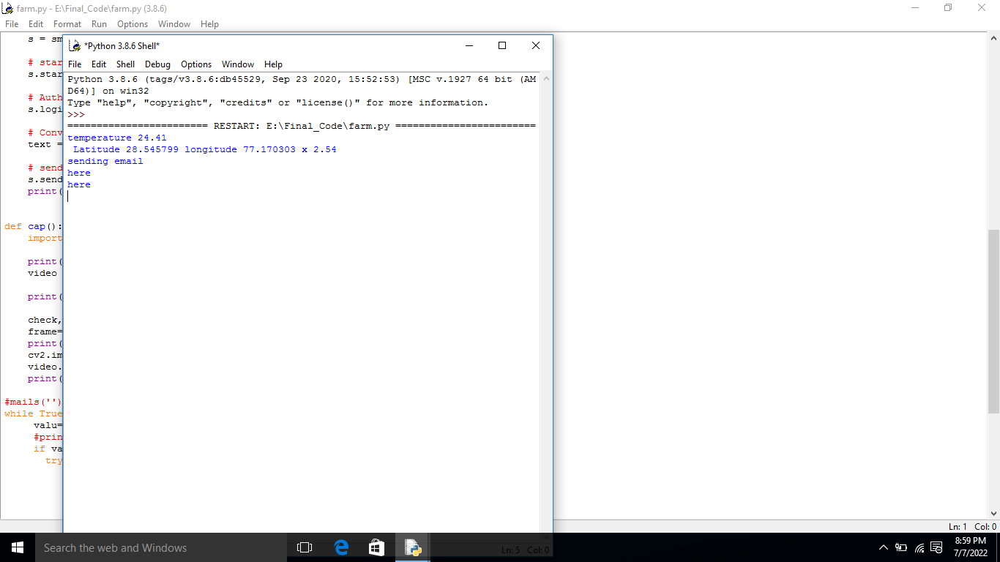 farm.py - E:\Final_Code\farm.py (3.8.6)
File Edit Format Run Options Window Help
s = sm
# star
s.star
# Auth
s.logi
# Conv
text =
# send
s.send
print(
def cap():
import
print(
video
print(
check,
frame=
print(
cv2.im
video.
print(
#mails('')
while True
valu=
#prin
if va
try
*Python 3.8.6 Shell*
File Edit Shell Debug Options Window Help
Python 3.8.6 (tags/v3.8.6:db45529, Sep 23 2020, 15:52:53) [MSC v.1927 64 bit (AM
D64)] on win32
Type "help", "copyright", "credits" or "license()" for more information.
>>>
======================== RESTART: E:\Final_Code\farm.py ========================
temperature 24.41
Latitude 28.545799 longitude 77.170303 x 2.54
sending email
here
here
Ln: 1 Col: 0
Ln: 5 Col: 0
Search the web and Windows
8:59 PM
7/7/2022